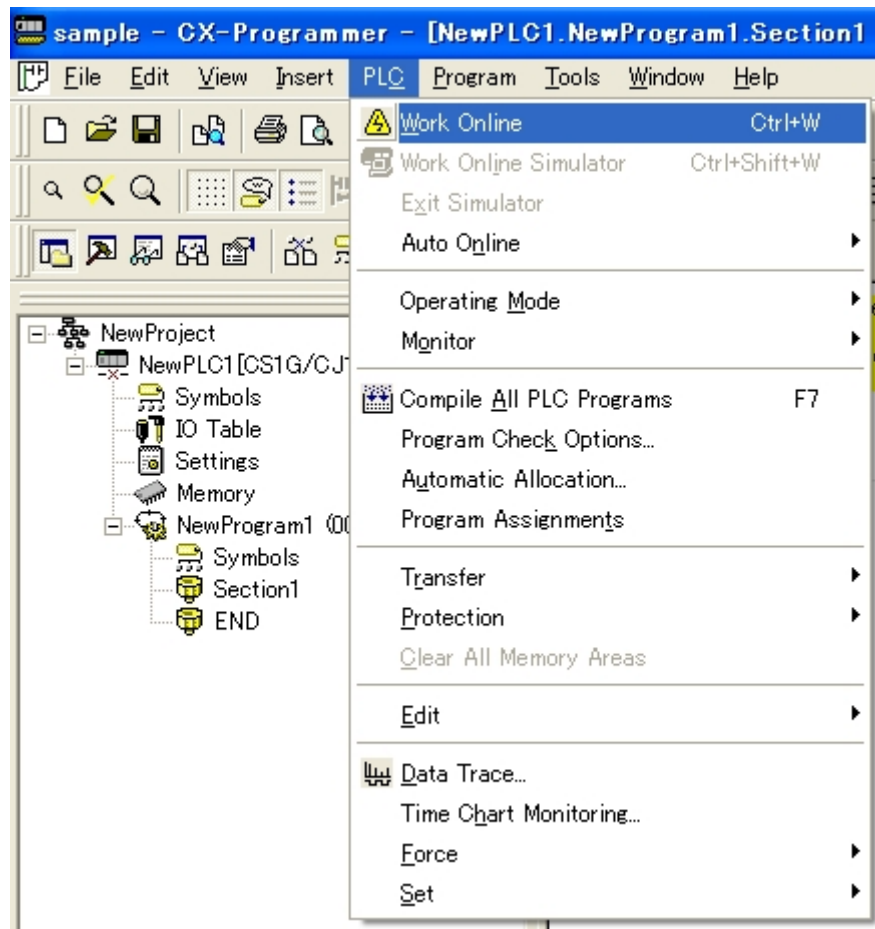 sample - CX-Programmer - [NewPLC1.NewProgram1.Section1
File Edit View Insert PLC Program Tools Window Help
Work Online Ctrl+W
Work Online Simulator Ctrl+Shift+W
Exit Simulator
Auto Online
Operating Mode
Monitor
Compile All PLC Programs F7
Program Check Options...
Automatic Allocation...
Program Assignments
Transfer
Protection
Clear All Memory Areas
Edit
Data Trace...
Time Chart Monitoring...
Force
Set
NewProject
NewPLC1[CS1G/CJ1
Symbols
IO Table
Settings
Memory
NewProgram1 (00
Symbols
Section1
END